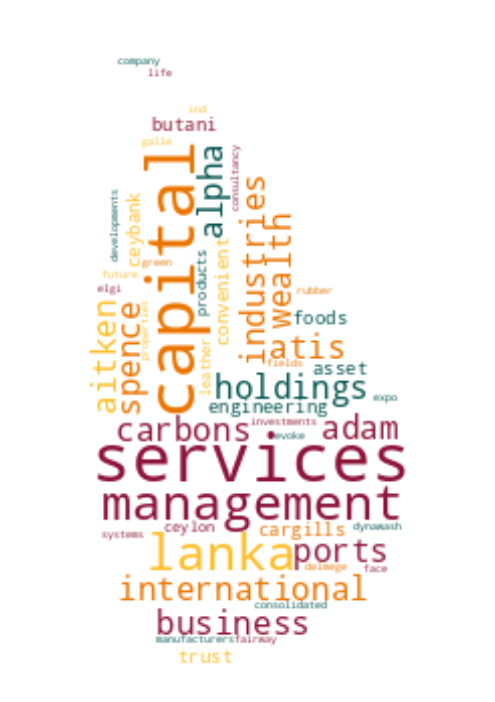 company
life
ind
butani
galle
capital
alpha
consultancy
industries
developments
ceybank
wealth
convenient
products
green
future
elgi
rubber
aitken
spence
properties
foods
leather
atis
fields
asset
holdings
expo
engineering
investments
carbons
evoke
adam
services
management
ceylon
cargills
dynawash
systems
lanka
ports
delmege
face
international
consolidated
business
manufacturers
fairway
trust